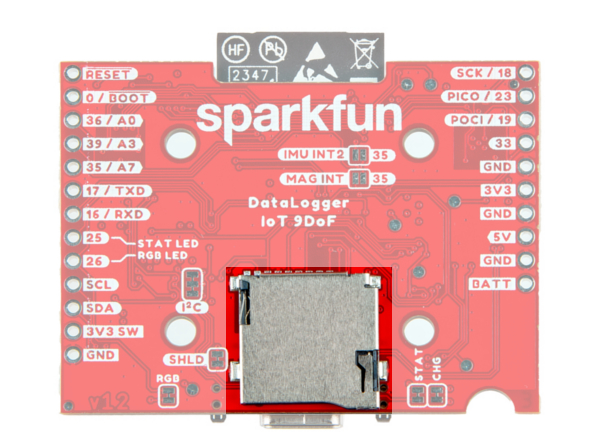 HF Pb
2347
RESET
0 / BOOT
36 / A0
39 / A3
35 / A7
17 / TXD
16 / RXD
25
26
SCL
SDA
3V3 SW
GND
STAT LED
RGB LED
sparkfun
IMU INT2 35
MAG INT 35
DataLogger
IoT 9DoF
I²C
SHLD
RGB
v12
STAT
CHG
SCK / 18
PICO / 23
POCI / 19
33
GND
3V3
GND
5V
GND
BATT